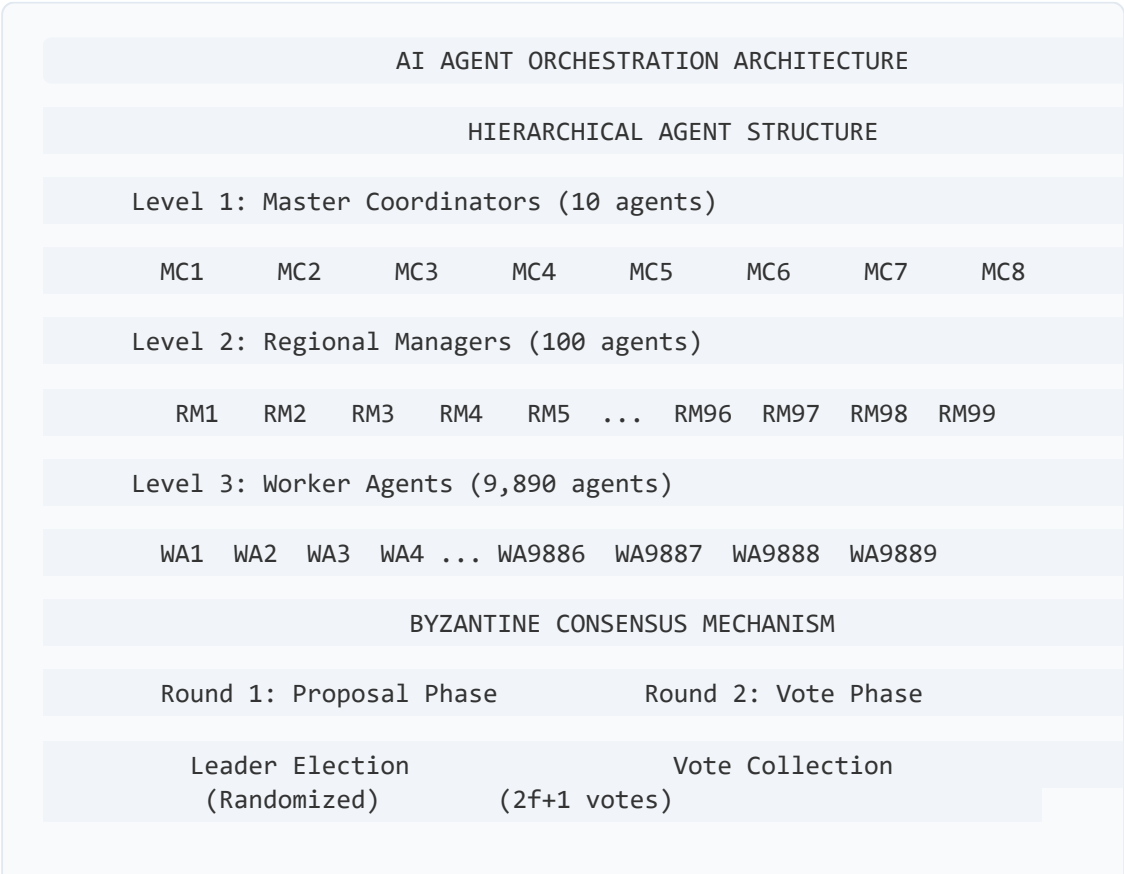 AI AGENT ORCHESTRATION ARCHITECTURE
HIERARCHICAL AGENT STRUCTURE
Level 1: Master Coordinators (10 agents)
MC1 MC2 MC3 MC4 MC5 MC6 MC7 MC8
Level 2: Regional Managers (100 agents)
RM1 RM2 RM3 RM4 RM5 ... RM96 RM97 RM98 RM99
Level 3: Worker Agents (9,890 agents)
WA1 WA2 WA3 WA4 ... WA9886 WA9887 WA9888 WA9889
BYZANTINE CONSENSUS MECHANISM
Round 1: Proposal Phase Round 2: Vote Phase
Leader Election Vote Collection
(Randomized) (2f+1 votes)